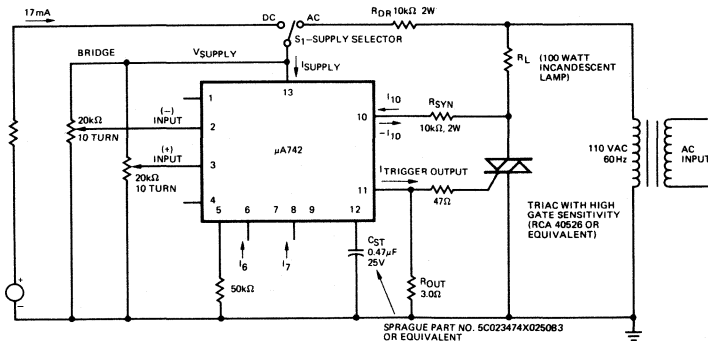 17mA
DC
AC
RDR 10kΩ 2W
S1–SUPPLY SELECTOR
BRIDGE
VSUPPLY
ISUPPLY
RL
(100 WATT
INCANDESCENT
LAMP)
13
1
20kΩ
10 TURN
(–)
INPUT
2
μA742
10
I10
–I10
RSYN
10kΩ, 2W
20kΩ
10 TURN
(+)
INPUT
3
11
ITRIGGER OUTPUT
47Ω
110 VAC
60 Hz
AC
INPUT
4
5
6
7
8
9
12
TRIAC WITH HIGH
GATE SENSITIVITY
(RCA 40526 OR
EQUIVALENT)
50kΩ
I6
I7
CST
0.47μF
25V
ROUT
3.0Ω
+
–
SPRAGUE PART NO. 5C023474X0250B3
OR EQUIVALENT